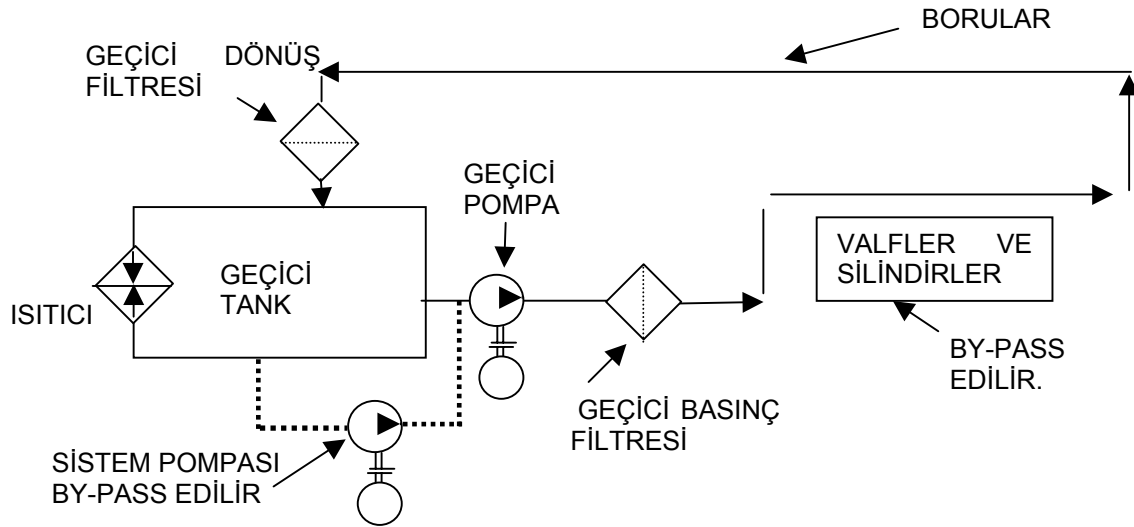 BORULAR
GEÇİCİ DÖNÜŞ
FİLTRESİ
GEÇİCİ
POMPA
VALFLER VE
SİLİNDİRLER
GEÇİCİ
TANK
ISITICI
BY-PASS
EDİLİR.
GEÇİCİ BASINÇ
FİLTRESİ
SİSTEM POMPASI
BY-PASS EDİLİR